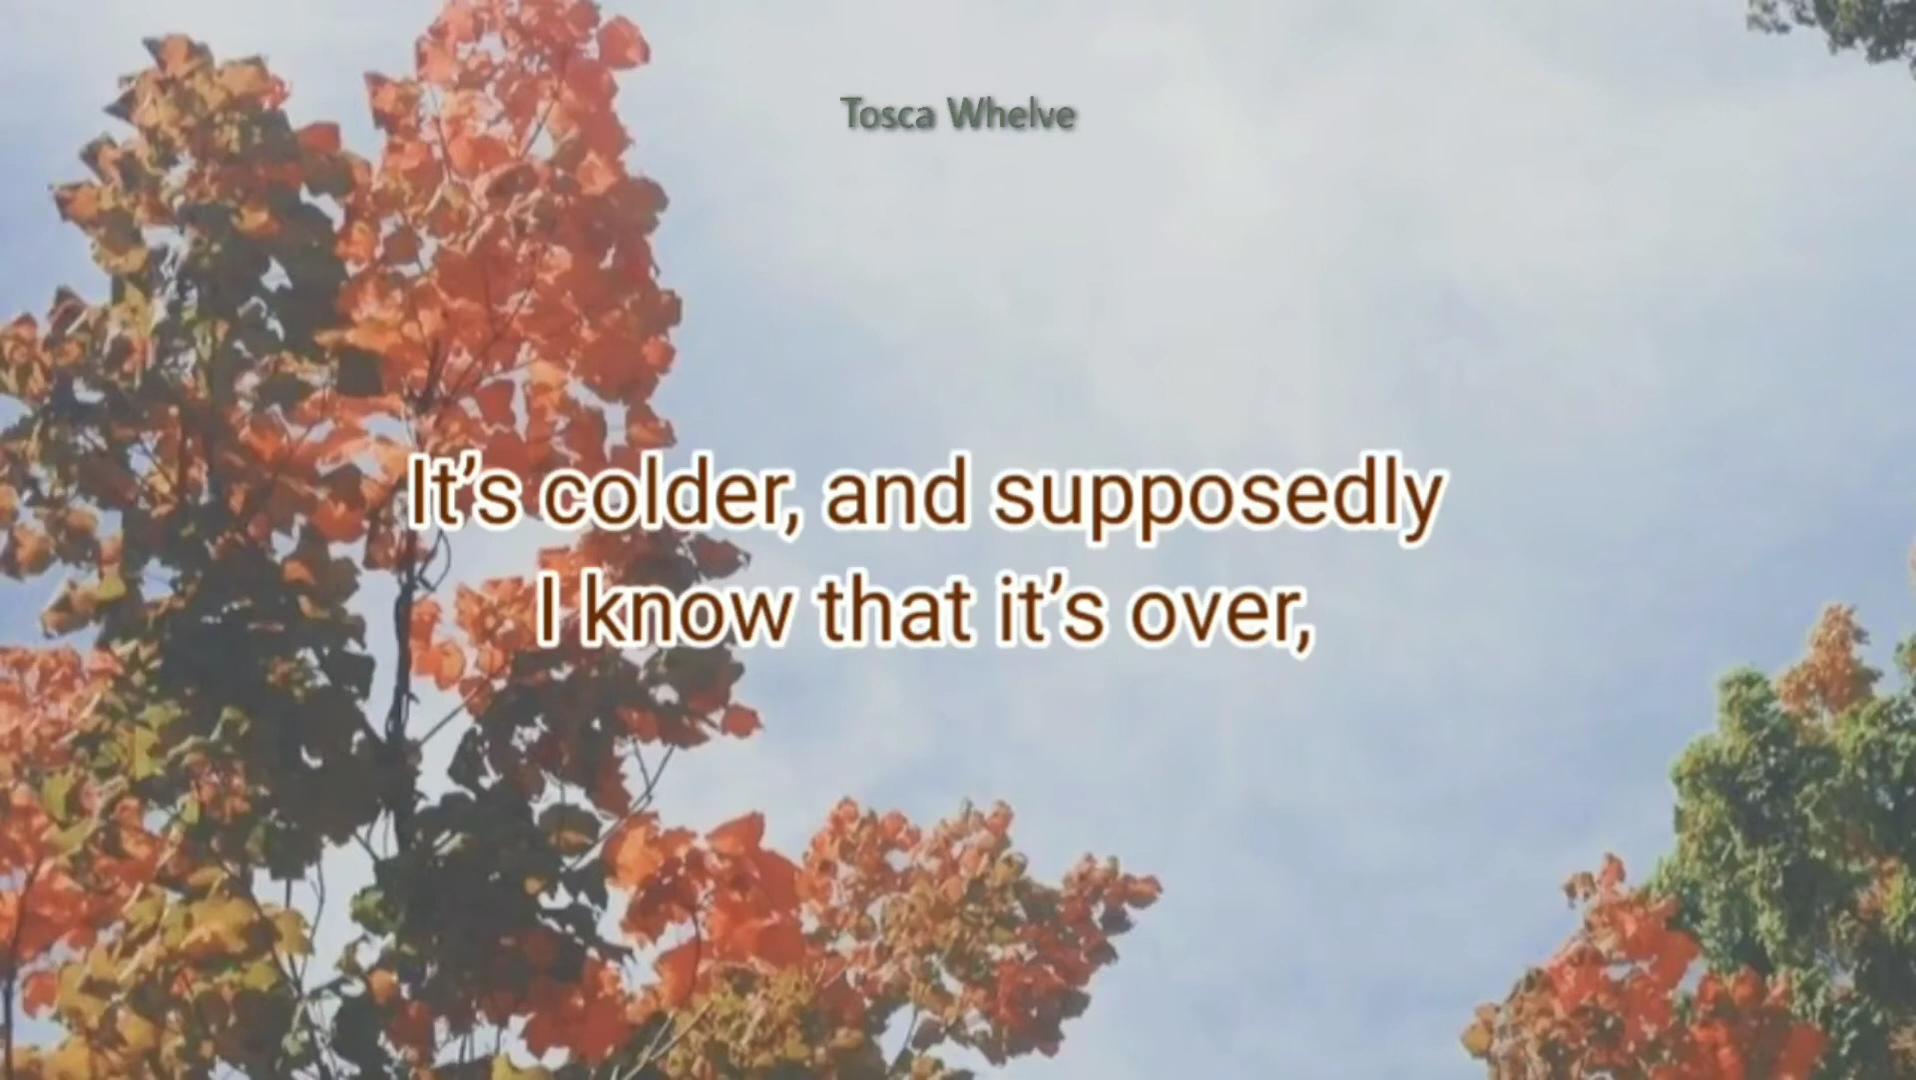 Tosca Whelve
It’s colder, and supposedly
I know that it’s over,